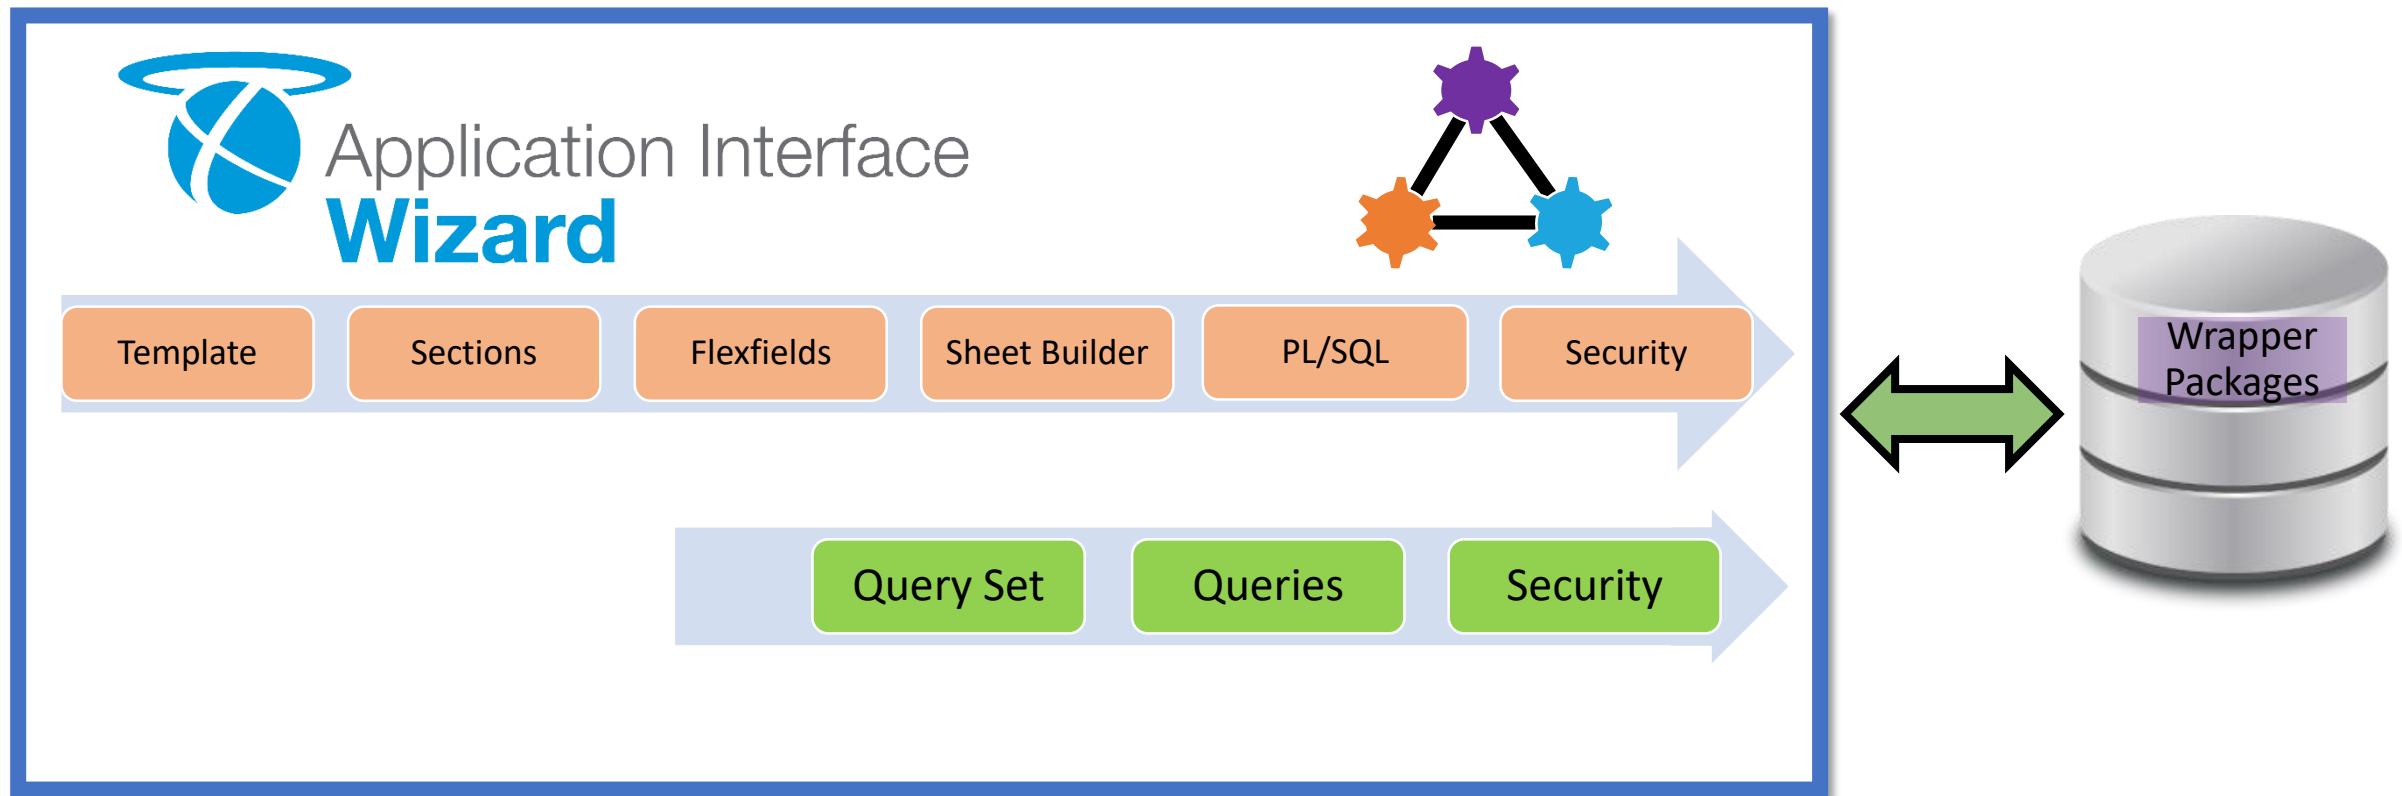 Application Interface
Wizard
Template
Sections
Flexfields
Sheet Builder
PL/SQL
Security
Query Set
Queries
Security
Wrapper
Packages